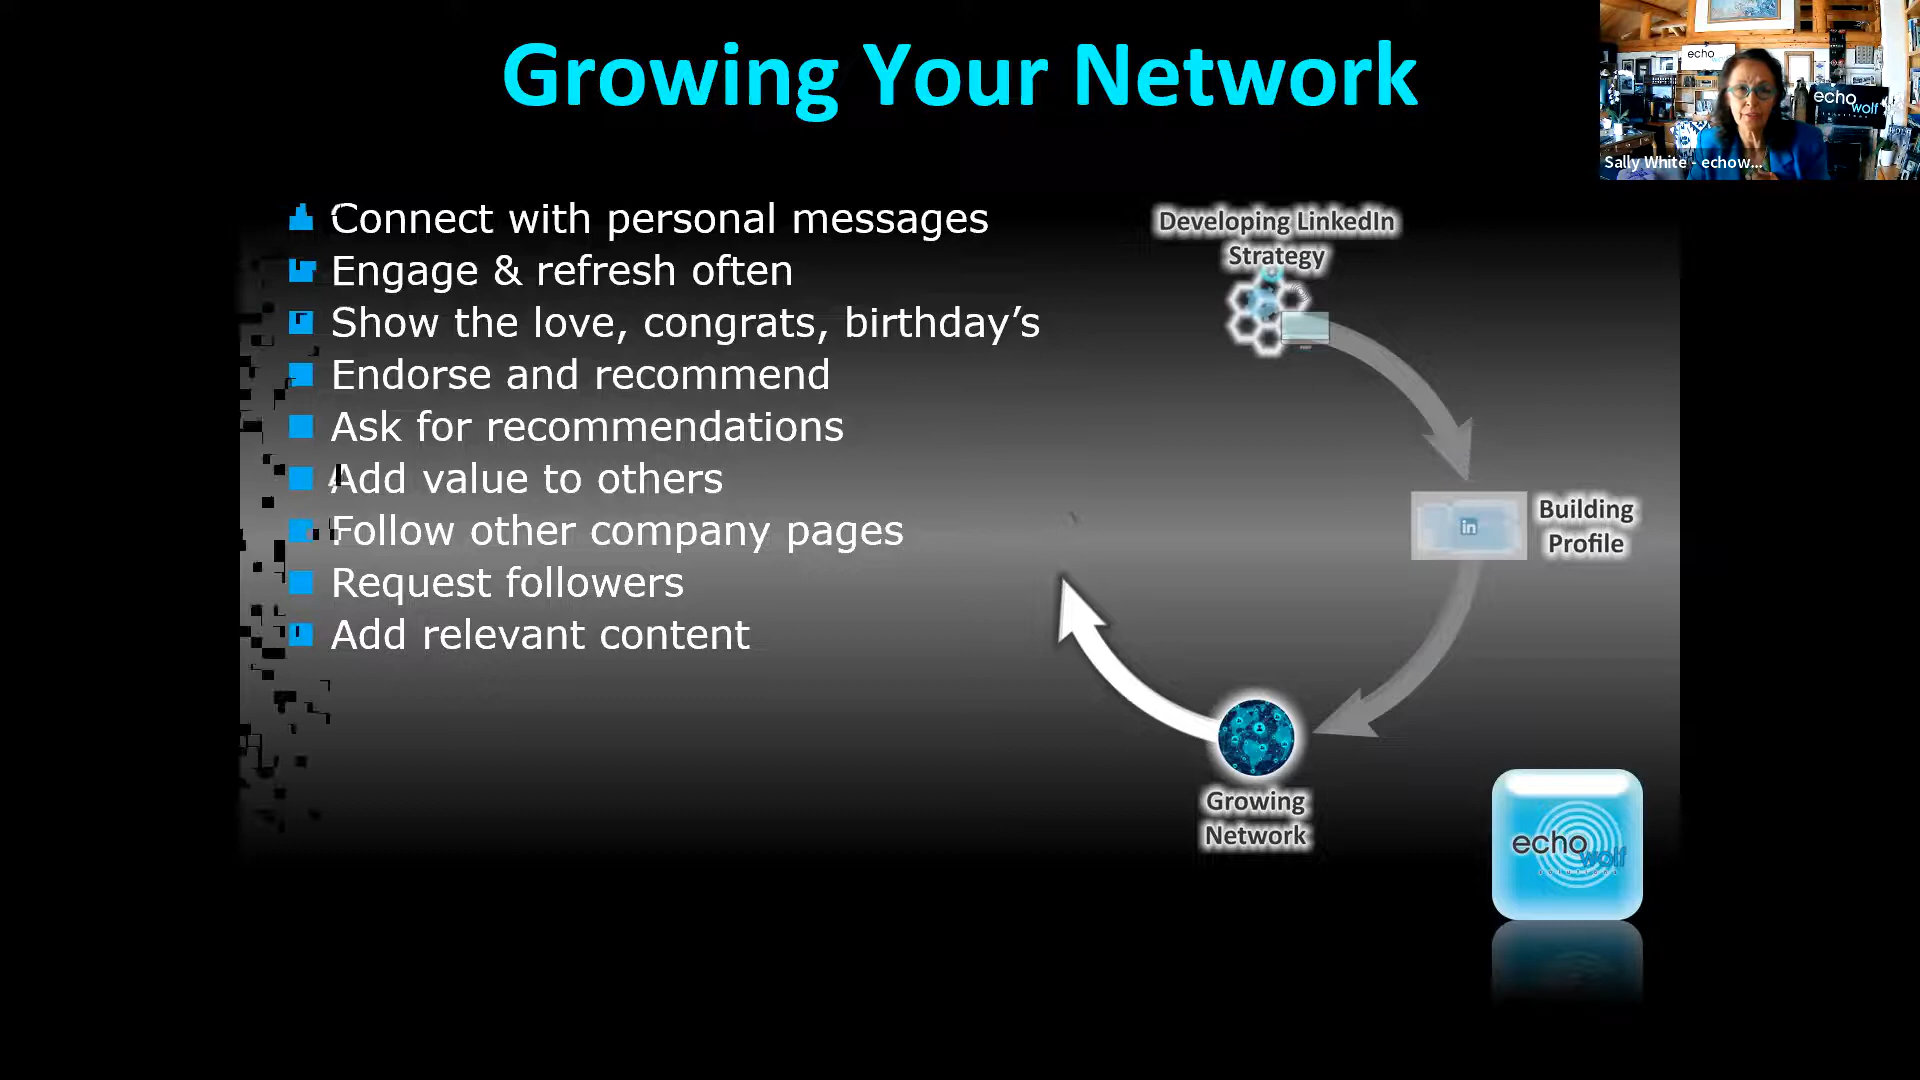 Growing Your Network
echo
echo
wolf
Sally White - echow...
Connect with personal messages
Engage & refresh often
Show the love, congrats, birthday’s
Endorse and recommend
Ask for recommendations
Add value to others
Follow other company pages
Request followers
Add relevant content
Developing LinkedIn
Strategy
in
Building
Profile
Growing
Network
echo
wolf
solutions